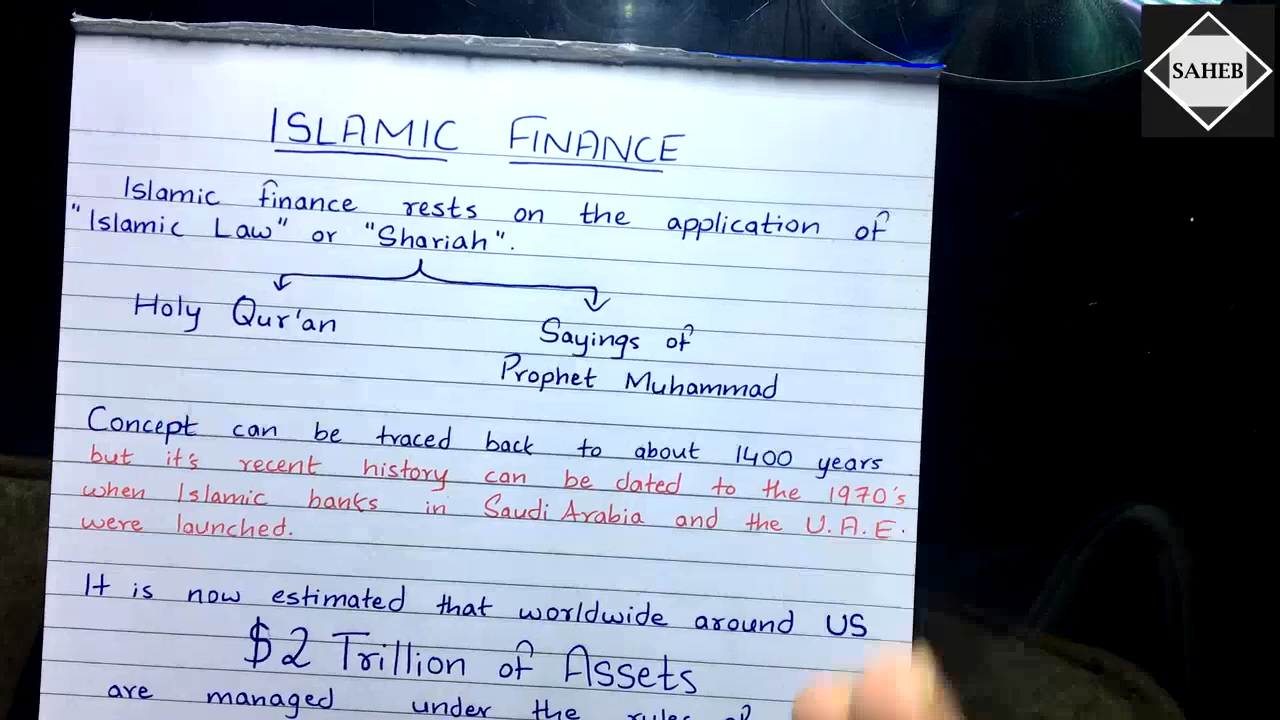 SAHEB
ISLAMIC FINANCE
Islamic finance rests on the application of
"Islamic Law" or "Shariah".
Holy Qur'an
Sayings of
Prophet Muhammad
Concept can be traced back to about 1400 years
but it's recent history can be dated to the 1970's
when Islamic banks in Saudi Arabia and the U.A.E.
were launched.
It is now estimated that worldwide around US
$2 Trillion of Assets
are managed under the rules of